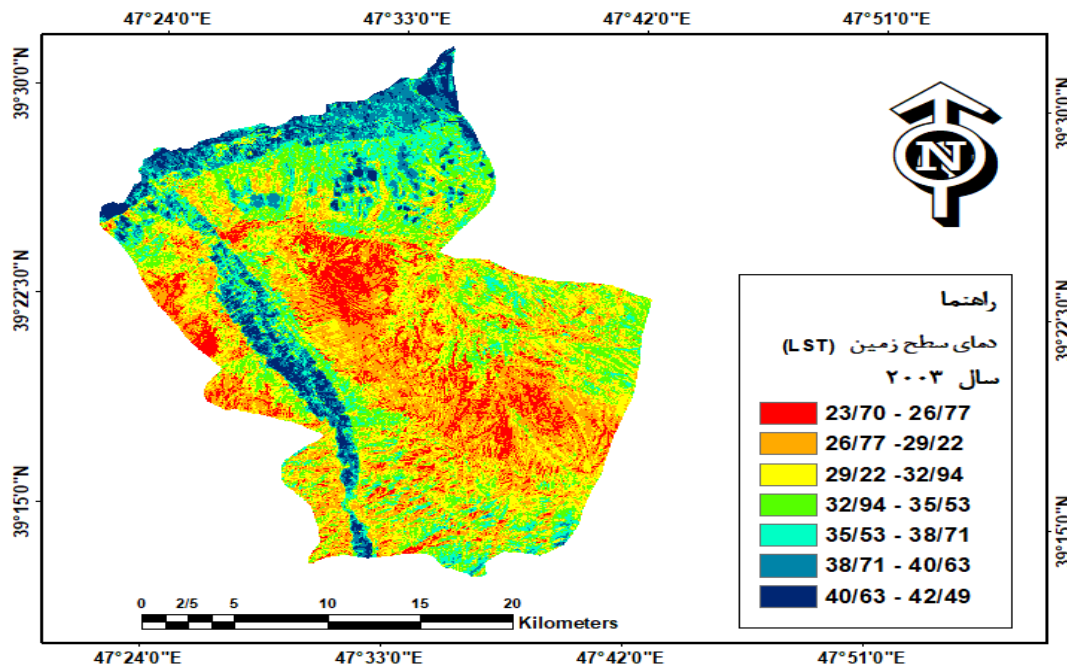 47°24'0"E 47°33'0"E 47°42'0"E 47°51'0"E
39°30'0"N
39°30'0"N
N
39°22'30"N
39°22'30"N
راهنما
دمای سطح زمین (LST)
سال ۲۰۰۳
23/70 - 26/77
26/77 -29/22
29/22 -32/94
32/94 - 35/53
35/53 - 38/71
38/71 - 40/63
40/63 - 42/49
39°15'0"N
39°15'0"N
0 2/5 5 10 15 20
Kilometers
47°24'0"E 47°33'0"E 47°42'0"E 47°51'0"E